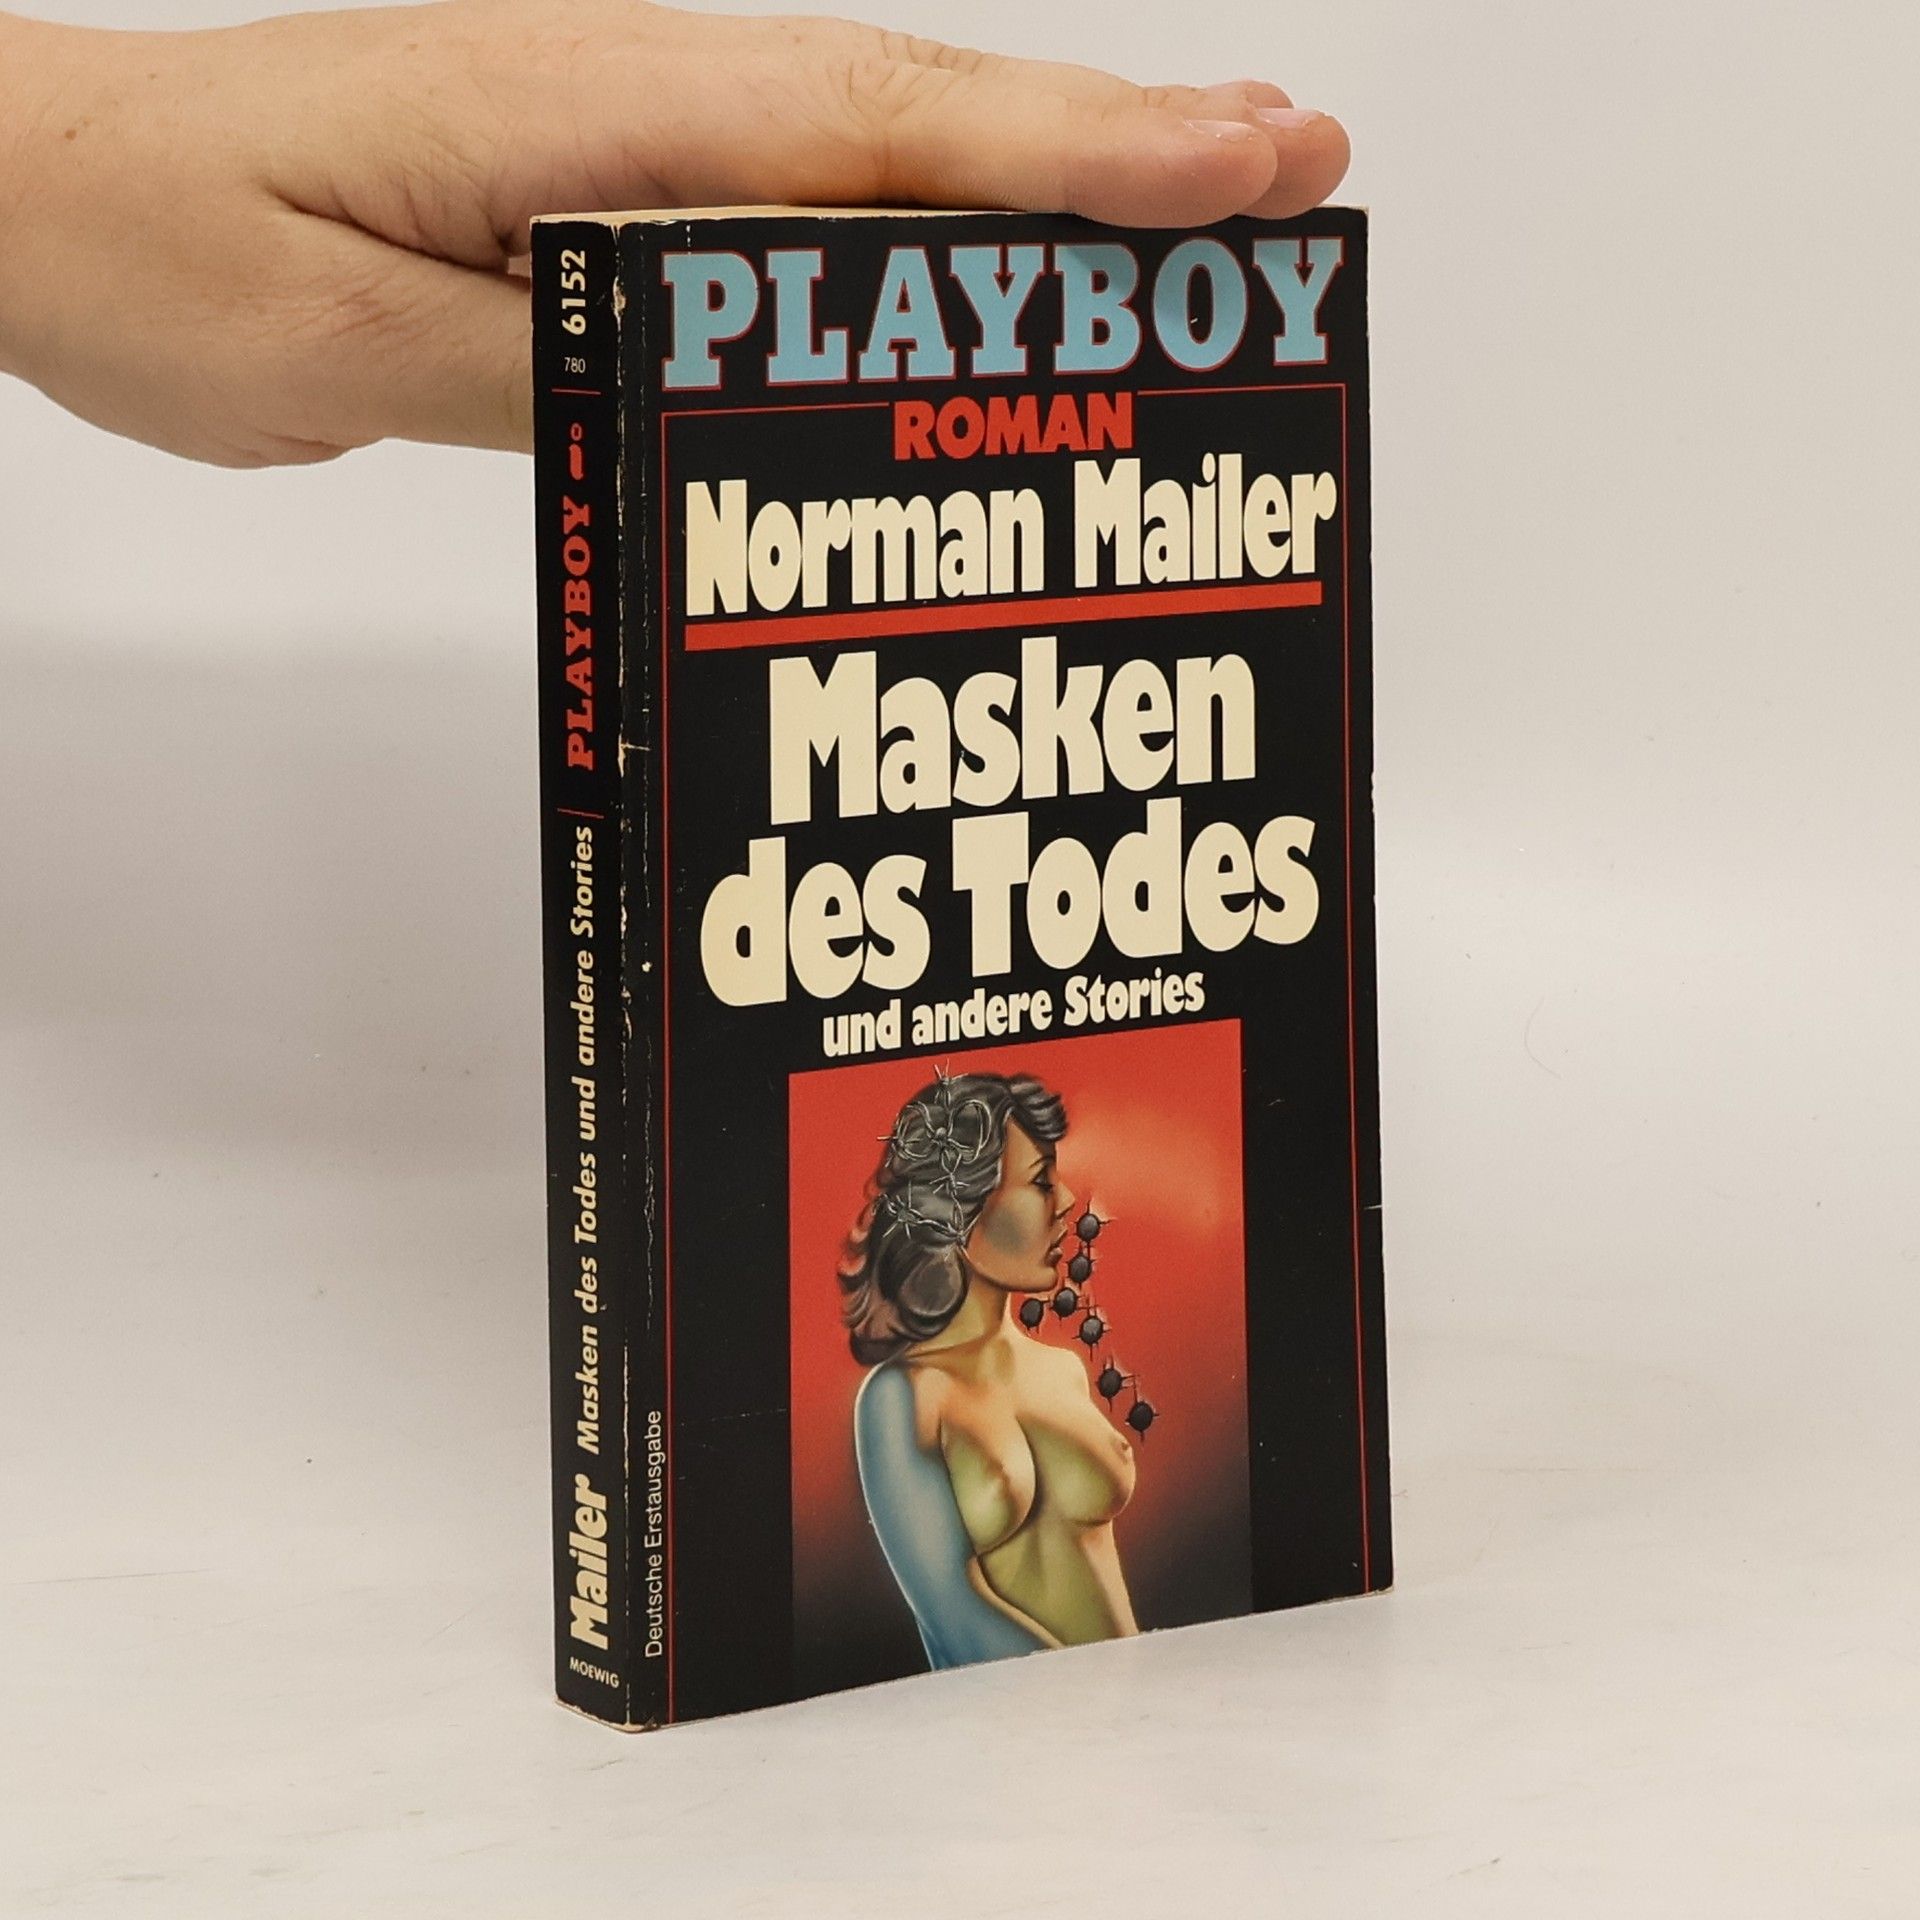 PLAYBOY
ROMAN
Norman Mailer
Masken
des Todes
und andere Stories
Deutsche Erstausgabe
6152
780
PLAYBOY
Mailer Masken des Todes und andere Stories
MOEWIG